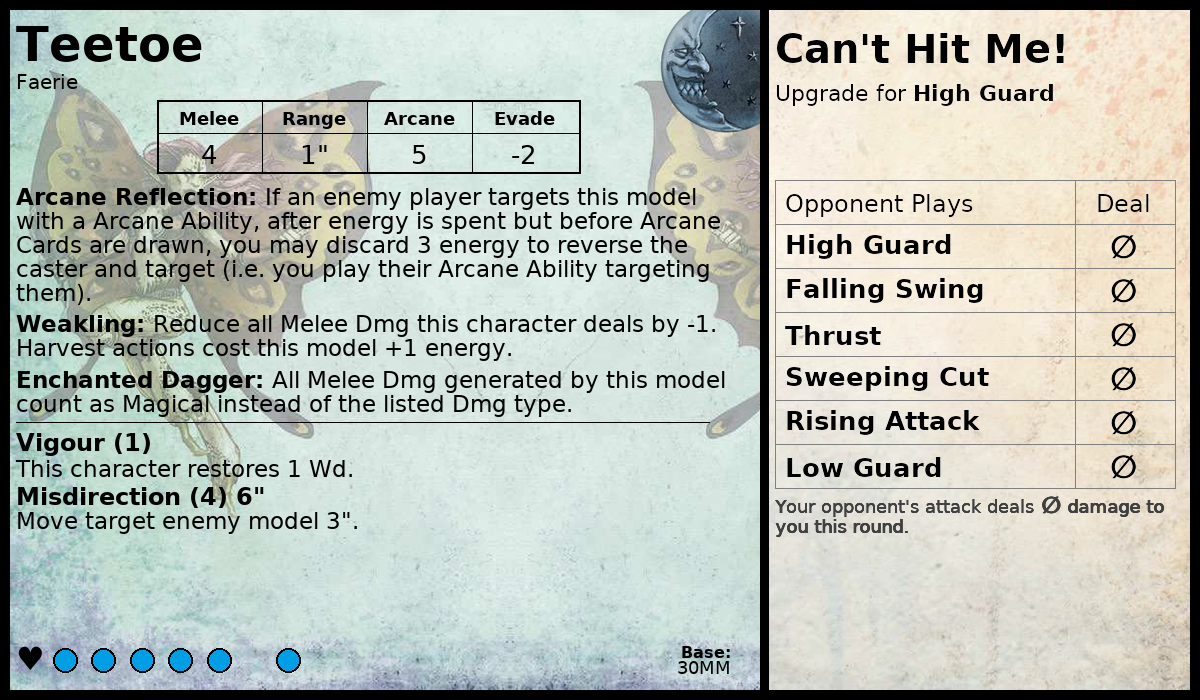 Teetoe
Faerie
Melee Range Arcane Evade
4 1" 5 -2
Arcane Reflection: If an enemy player targets this model
with a Arcane Ability, after energy is spent but before Arcane
Cards are drawn, you may discard 3 energy to reverse the
caster and target (i.e. you play their Arcane Ability targeting
them).
Weakling: Reduce all Melee Dmg this character deals by -1.
Harvest actions cost this model +1 energy.
Enchanted Dagger: All Melee Dmg generated by this model
count as Magical instead of the listed Dmg type.
Vigour (1)
This character restores 1 Wd.
Misdirection (4) 6"
Move target enemy model 3".
Base:
30MM
Can't Hit Me!
Upgrade for High Guard
Opponent Plays Deal
High Guard ∅
Falling Swing ∅
Thrust ∅
Sweeping Cut ∅
Rising Attack ∅
Low Guard ∅
Your opponent's attack deals ∅ damage to
you this round.